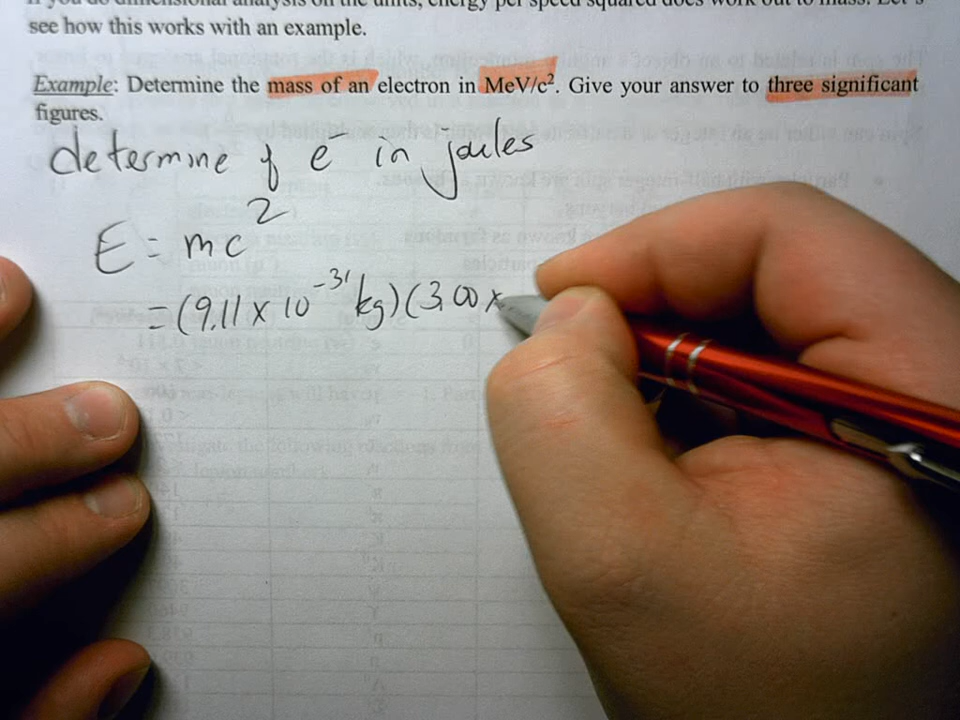 see how this works with an example.
Example: Determine the mass of an electron in MeV/c². Give your answer to three significant
figures.
determine of e⁻ in joules
E = mc²
= (9.11 x 10⁻³¹ kg)(3.00 x